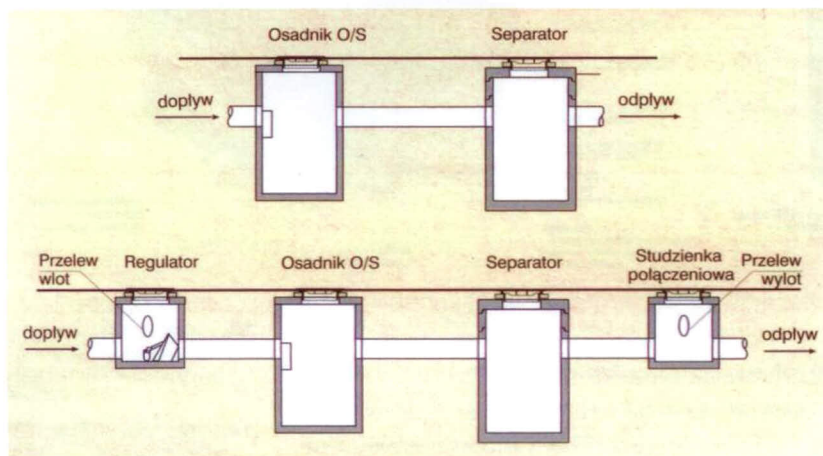 Osadnik O/S
Separator
dopływ
odpływ
Przelew
wlot
Regulator
Osadnik O/S
Separator
Studzienka
połączeniowa
Przelew
wylot
dopływ
odpływ